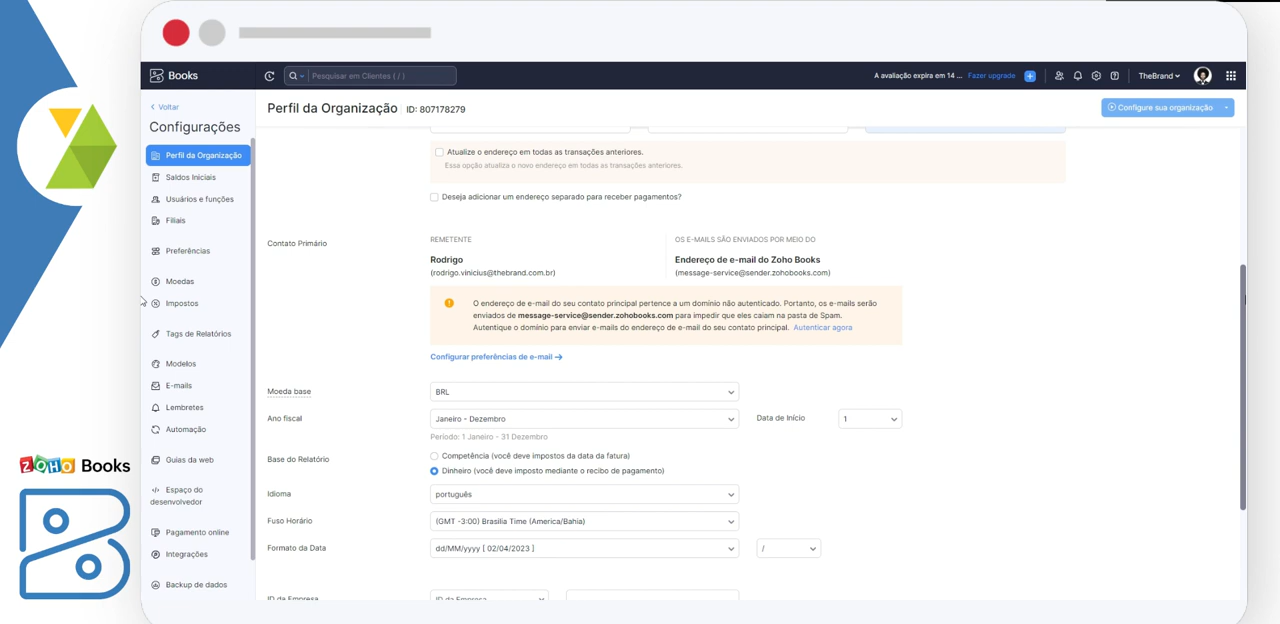 Books
Pesquisar em Clientes ( / )
A avaliação expira em 14 ...
Fazer upgrade
TheBrand
Voltar
Configurações
Perfil da Organização
Saldos Iniciais
Usuários e funções
Filiais
Preferências
Moedas
Impostos
Tags de Relatórios
Modelos
E-mails
Lembretes
Automação
Guias da web
Espaço do
desenvolvedor
Pagamento online
Integrações
Backup de dados
Perfil da Organização
ID: 807178279
Configure sua organização
Atualize o endereço em todas as transações anteriores.
Essa opção atualiza o novo endereço em todas as transações anteriores.
Deseja adicionar um endereço separado para receber pagamentos?
Contato Primário
REMETENTE
Rodrigo
(rodrigo.vinicius@thebrand.com.br)
OS E-MAILS SÃO ENVIADOS POR MEIO DO
Endereço de e-mail do Zoho Books
(message-service@sender.zohobooks.com)
O endereço de e-mail do seu contato principal pertence a um domínio não autenticado. Portanto, os e-mails serão
enviados de message-service@sender.zohobooks.com para impedir que eles caiam na pasta de Spam.
Autentique o domínio para enviar e-mails do endereço de e-mail do seu contato principal. Autenticar agora
Configurar preferências de e-mail
Moeda base
BRL
Ano fiscal
Janeiro - Dezembro
Data de Início
1
Período: 1 Janeiro - 31 Dezembro
Base do Relatório
Competência (você deve impostos da data da fatura)
Dinheiro (você deve imposto mediante o recibo de pagamento)
Idioma
português
Fuso Horário
(GMT -3:00) Brasilia Time (America/Bahia)
Formato da Data
dd/MM/yyyy [ 02/04/2023 ]
/
ID da Empresa
ID da Empresa
ZOHO Books